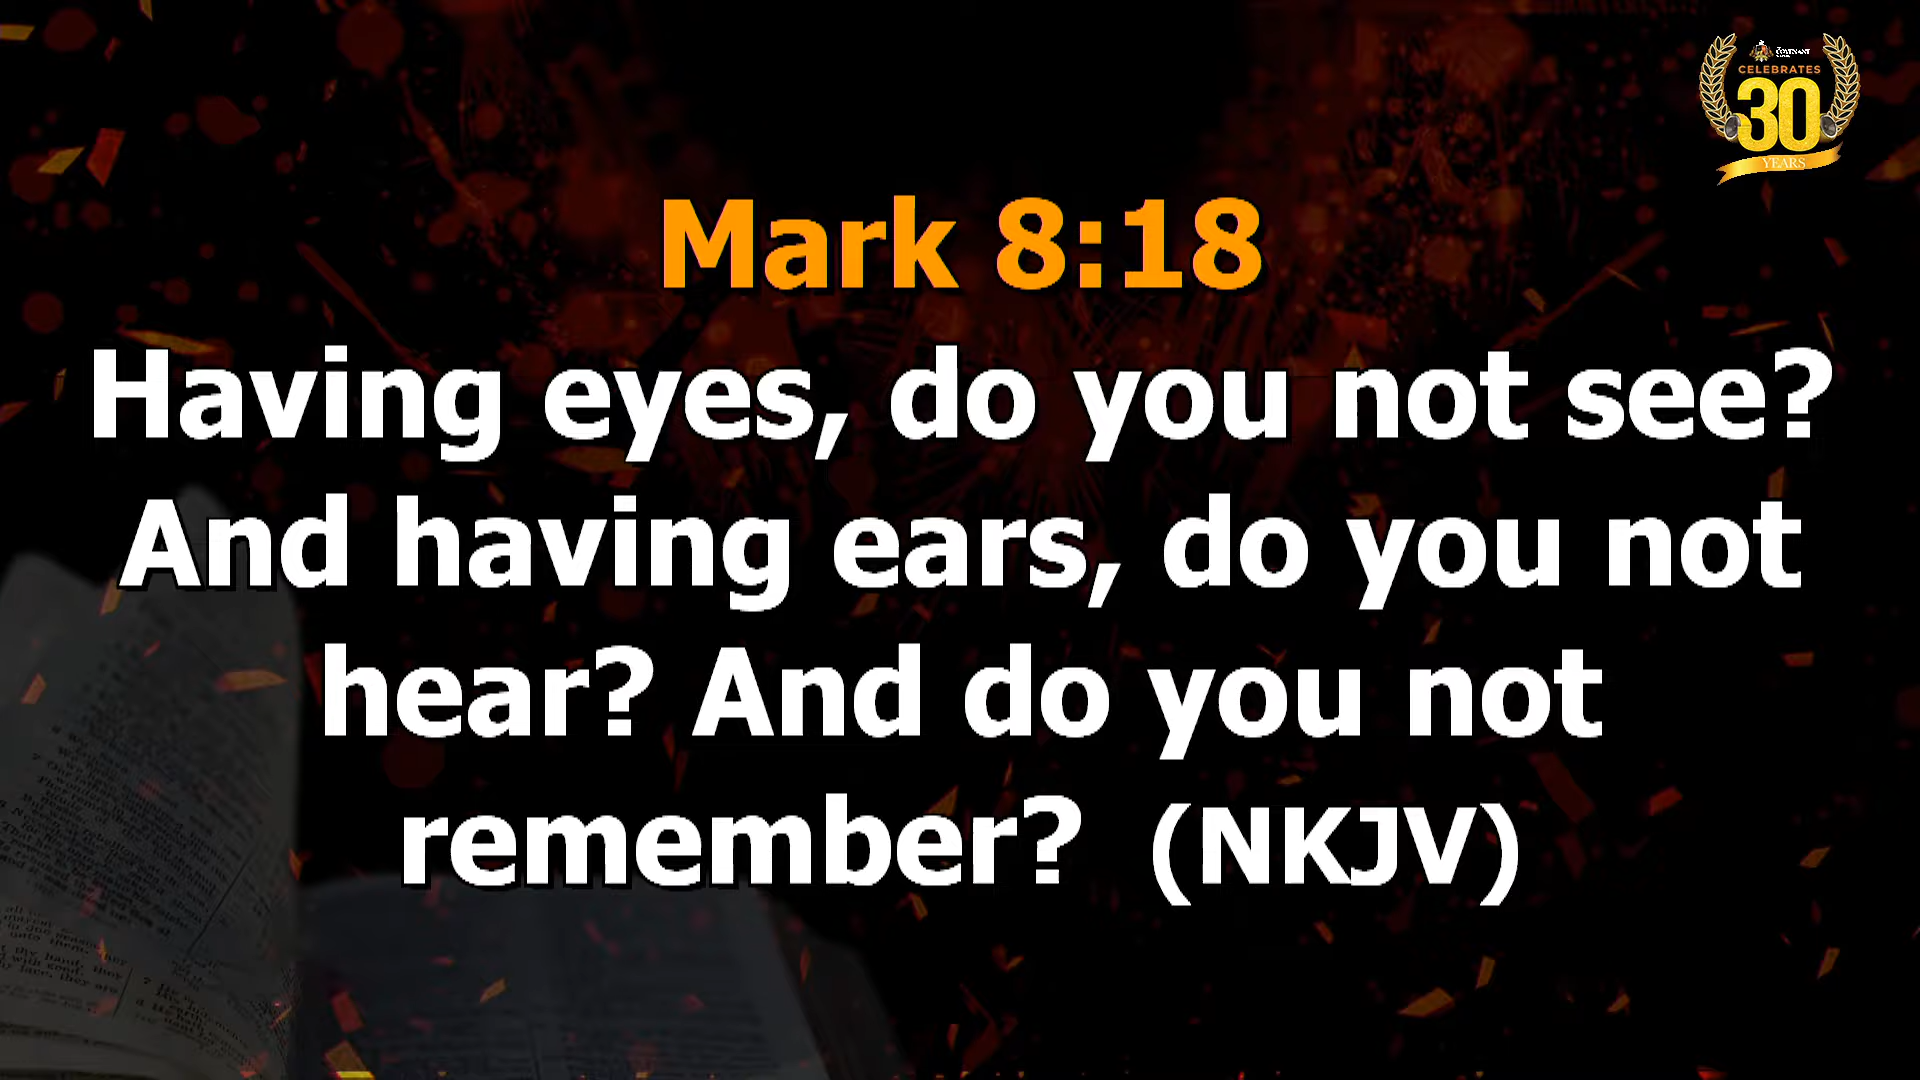 COVENANT
CELEBRATES
30
YEARS
Mark 8:18
Having eyes, do you not see?
And having ears, do you not
hear? And do you not
remember? (NKJV)